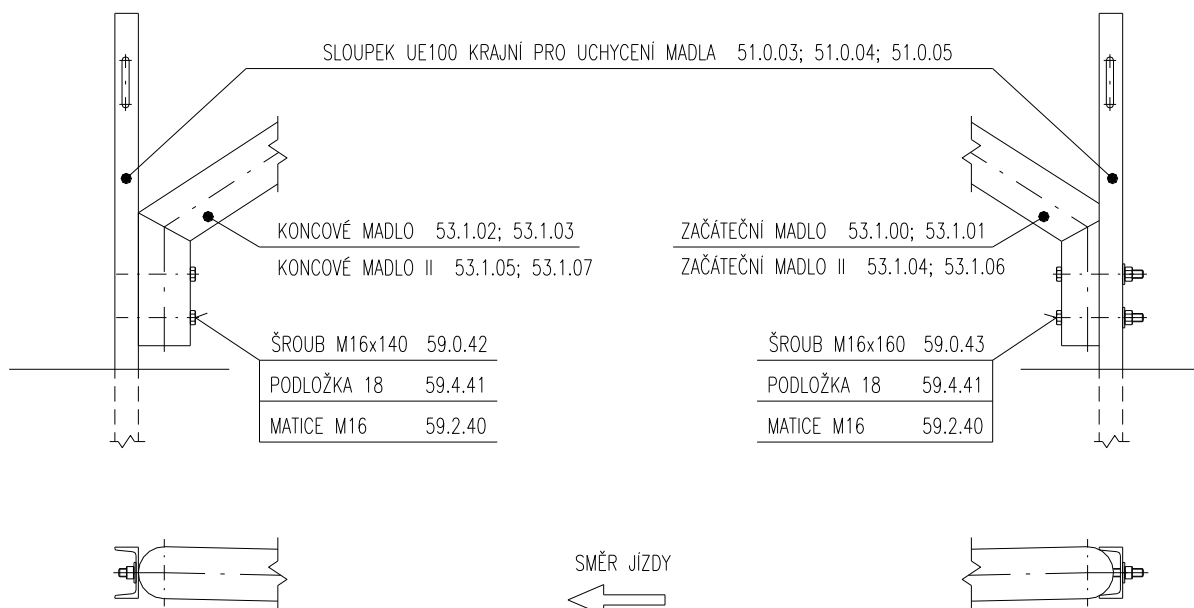 SLOUPEK UE100 KRAJNÍ PRO UCHYCENÍ MADLA 51.0.03; 51.0.04; 51.0.05
KONCOVÉ MADLO 53.1.02; 53.1.03
KONCOVÉ MADLO II 53.1.05; 53.1.07
ZAČÁTEČNÍ MADLO 53.1.00; 53.1.01
ZAČÁTEČNÍ MADLO II 53.1.04; 53.1.06
ŠROUB M16x140 59.0.42
PODLOŽKA 18 59.4.41
MATICE M16 59.2.40
ŠROUB M16x160 59.0.43
PODLOŽKA 18 59.4.41
MATICE M16 59.2.40
SMĚR JÍZDY